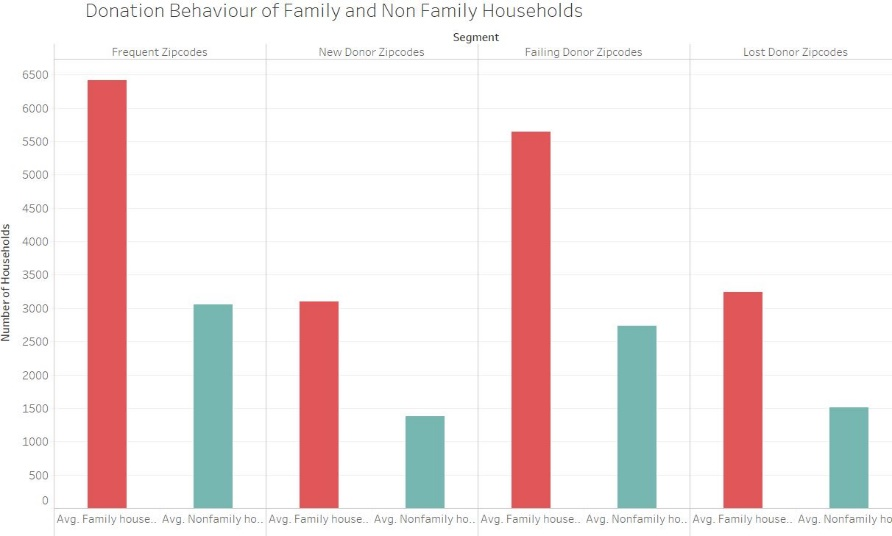 Donation Behaviour of Family and Non Family Households
Segment
Frequent Zipcodes
New Donor Zipcodes
Failing Donor Zipcodes
Lost Donor Zipcodes
Number of Households
6500
6000
5500
5000
4500
4000
3500
3000
2500
2000
1500
1000
500
0
Avg. Family house..
Avg. Nonfamily ho..
Avg. Family house..
Avg. Nonfamily ho..
Avg. Family house..
Avg. Nonfamily ho..
Avg. Family house..
Avg. Nonfamily ho